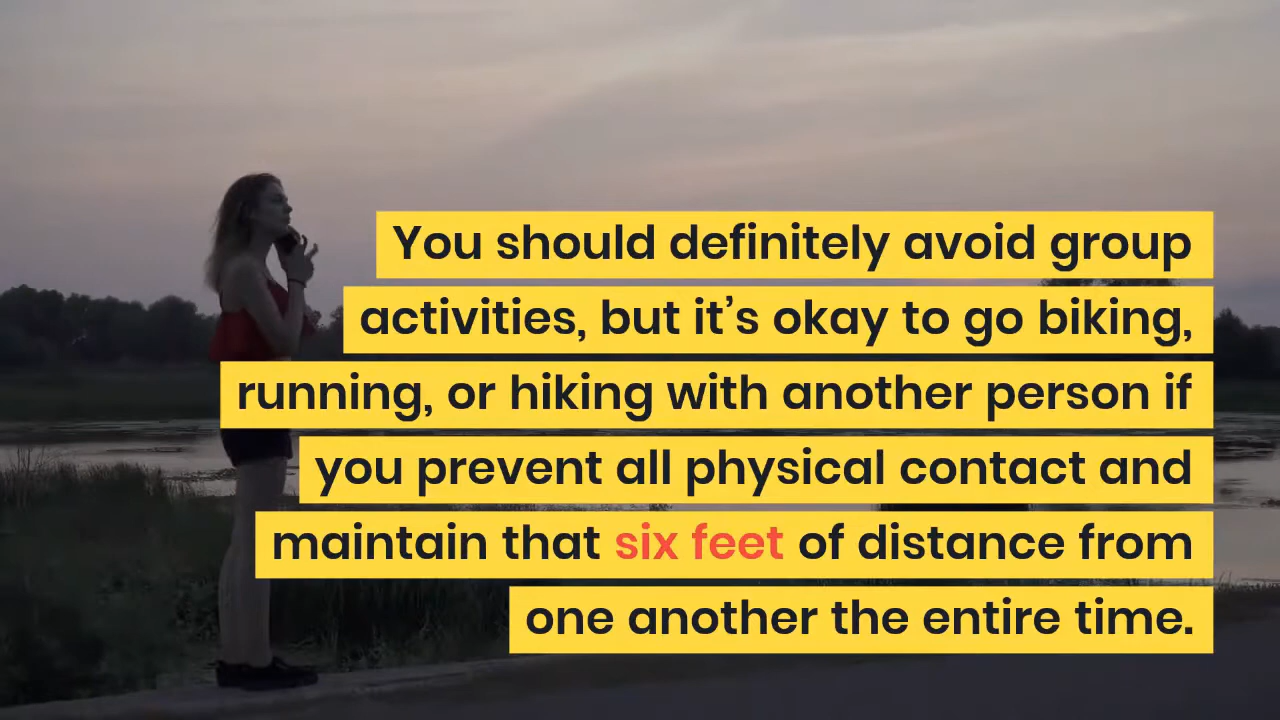 You should definitely avoid group
activities, but it’s okay to go biking,
running, or hiking with another person if
you prevent all physical contact and
maintain that six feet of distance from
one another the entire time.